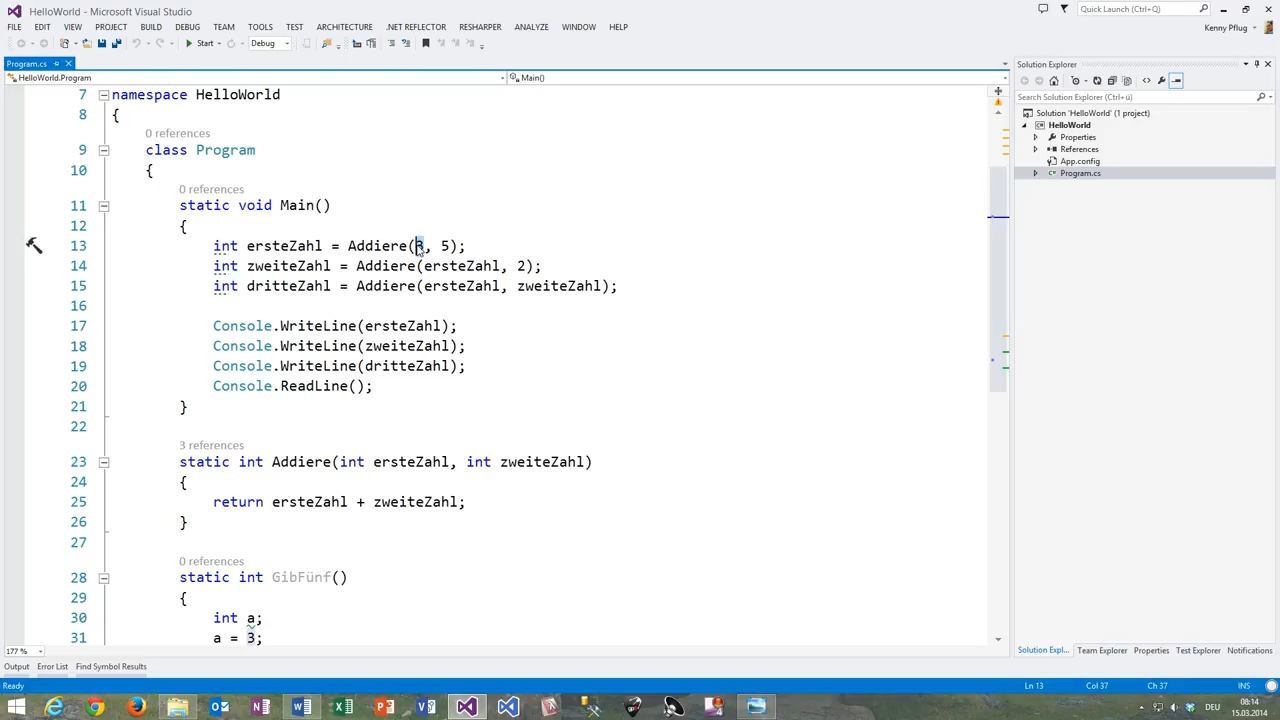 HelloWorld - Microsoft Visual Studio
Quick Launch (Ctrl+Q)
FILE EDIT VIEW PROJECT BUILD DEBUG TEAM TOOLS TEST ARCHITECTURE .NET REFLECTOR RESHARPER ANALYZE WINDOW HELP
Kenny Pflug
Start Debug
Program.cs
HelloWorld.Program Main()
7 namespace HelloWorld
8 {
0 references
9 class Program
10 {
0 references
11 static void Main()
12 {
13 int ersteZahl = Addiere(3, 5);
14 int zweiteZahl = Addiere(ersteZahl, 2);
15 int dritteZahl = Addiere(ersteZahl, zweiteZahl);
16
17 Console.WriteLine(ersteZahl);
18 Console.WriteLine(zweiteZahl);
19 Console.WriteLine(dritteZahl);
20 Console.ReadLine();
21 }
22
3 references
23 static int Addiere(int ersteZahl, int zweiteZahl)
24 {
25 return ersteZahl + zweiteZahl;
26 }
27
0 references
28 static int GibFünf()
29 {
30 int a;
31 a = 3;
177 %
Solution Explorer
Search Solution Explorer (Ctrl+ü)
Solution 'HelloWorld' (1 project)
HelloWorld
Properties
References
App.config
Program.cs
Solution Expl... Team Explorer Properties Test Explorer Notifications
Output Error List Find Symbol Results
Ready Ln 13 Col 37 Ch 37 INS
DEU
08:14
15.03.2014